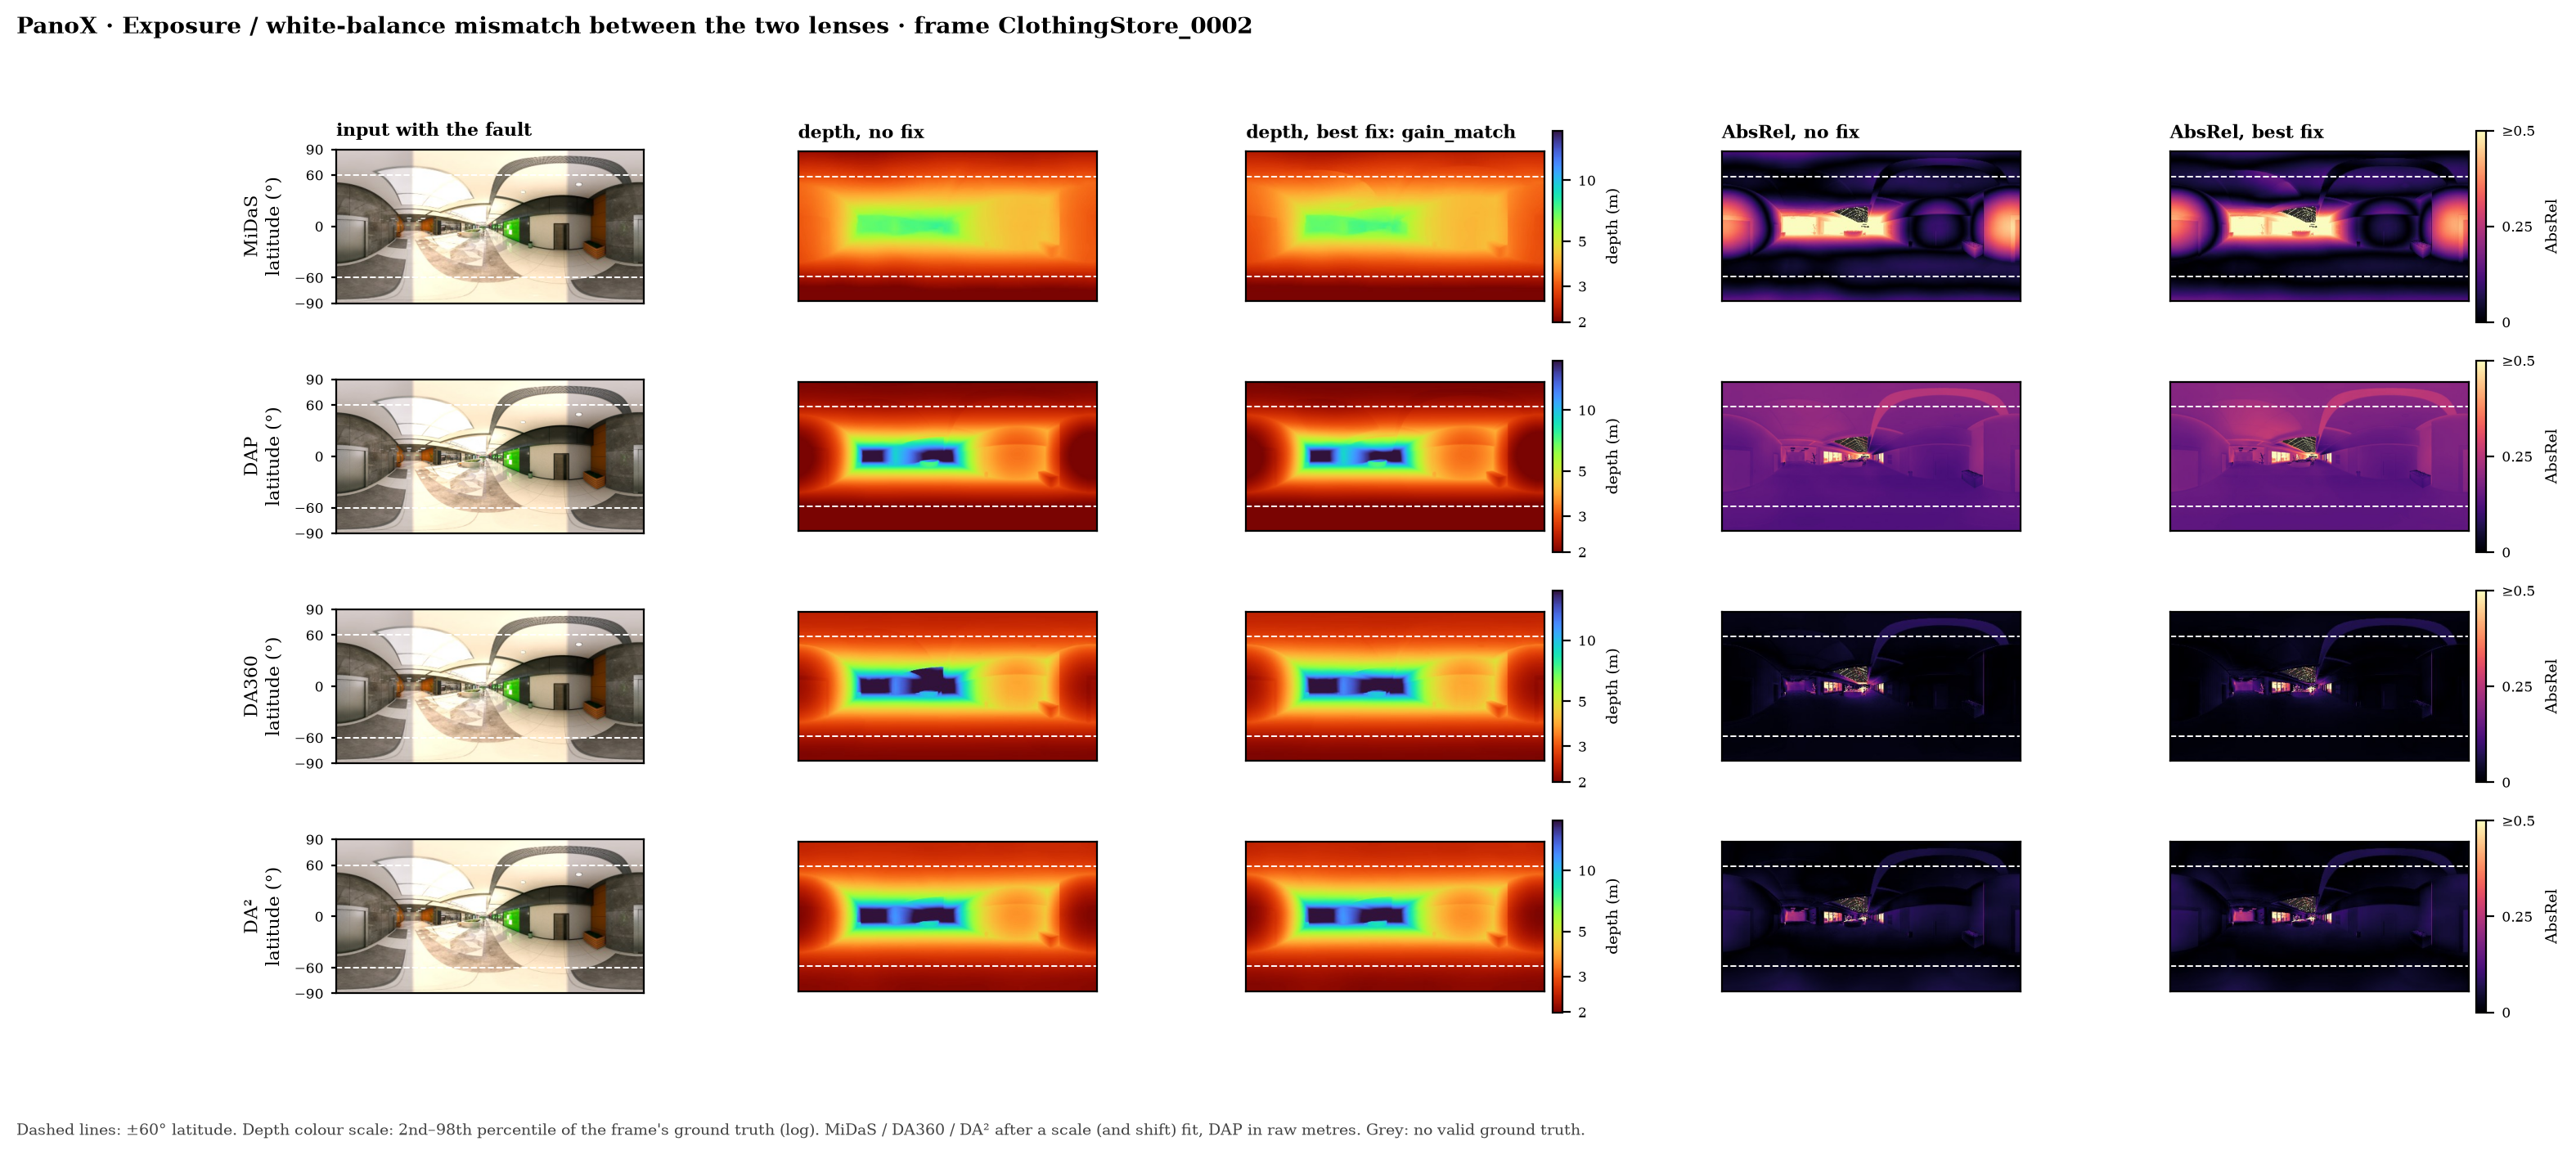 PanoX · Exposure / white-balance mismatch between the two lenses · frame ClothingStore_0002
input with the fault
depth, no fix
depth, best fix: gain_match
AbsRel, no fix
AbsRel, best fix
MiDaS
latitude (°)
90
60
0
−60
−90
10
5
3
2
depth (m)
≥0.5
0.25
0
AbsRel
DAP
latitude (°)
90
60
0
−60
−90
10
5
3
2
depth (m)
≥0.5
0.25
0
AbsRel
DA360
latitude (°)
90
60
0
−60
−90
10
5
3
2
depth (m)
≥0.5
0.25
0
AbsRel
DA²
latitude (°)
90
60
0
−60
−90
10
5
3
2
depth (m)
≥0.5
0.25
0
AbsRel
Dashed lines: ±60° latitude. Depth colour scale: 2nd–98th percentile of the frame's ground truth (log). MiDaS / DA360 / DA² after a scale (and shift) fit, DAP in raw metres. Grey: no valid ground truth.